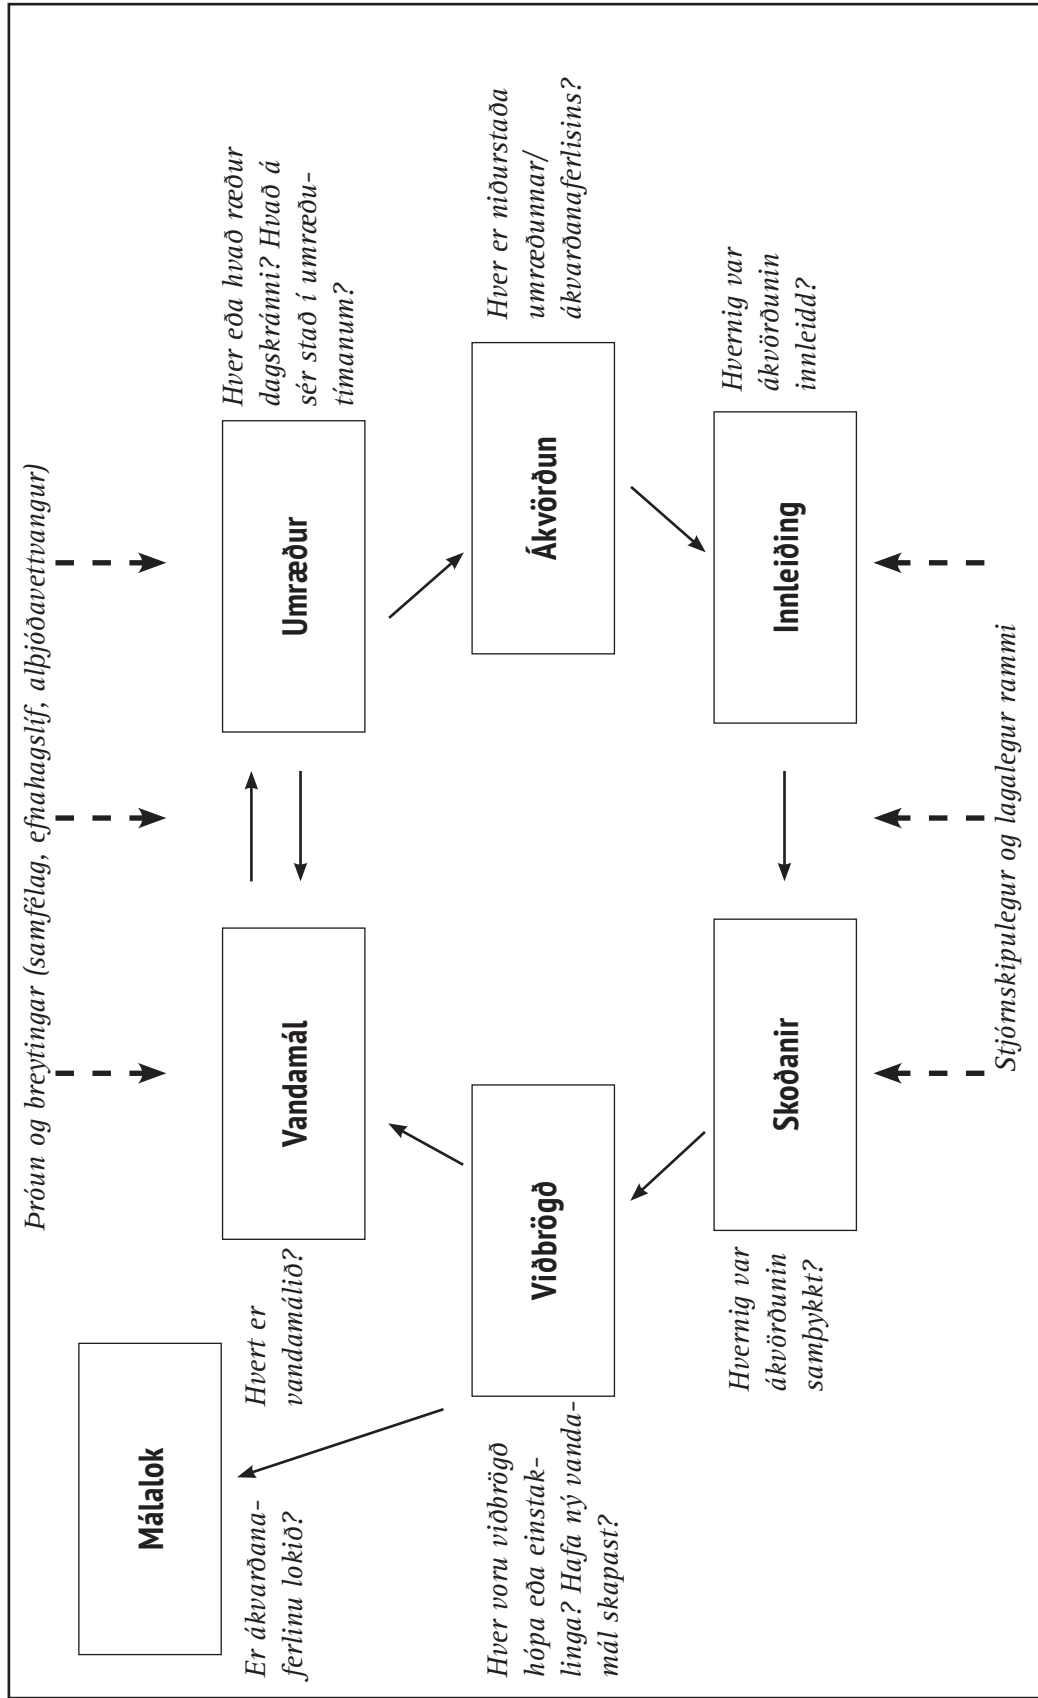 Þróun og breytingar (samfélag, efnahagslíf, alþjóðavettvangur)
Málalok
Er ákvarðana-
ferlinu lokið?
Hvert er
vandamálið?
Vandamál
Umræður
Hver eða hvað ræður
dagskránni? Hvað á
sér stað í umræðu-
tímanum?
Hver voru viðbrögð
hópa eða einstak-
linga? Hafa ný vanda-
mál skapast?
Viðbrögð
Ákvörðun
Hver er niðurstaða
umræðunnar/
ákvarðanaferlisins?
Hvernig var
ákvörðunin
samþykkt?
Skoðanir
Innleiðing
Hvernig var
ákvörðunin
innleidd?
Stjórnskipulegur og lagalegur rammi